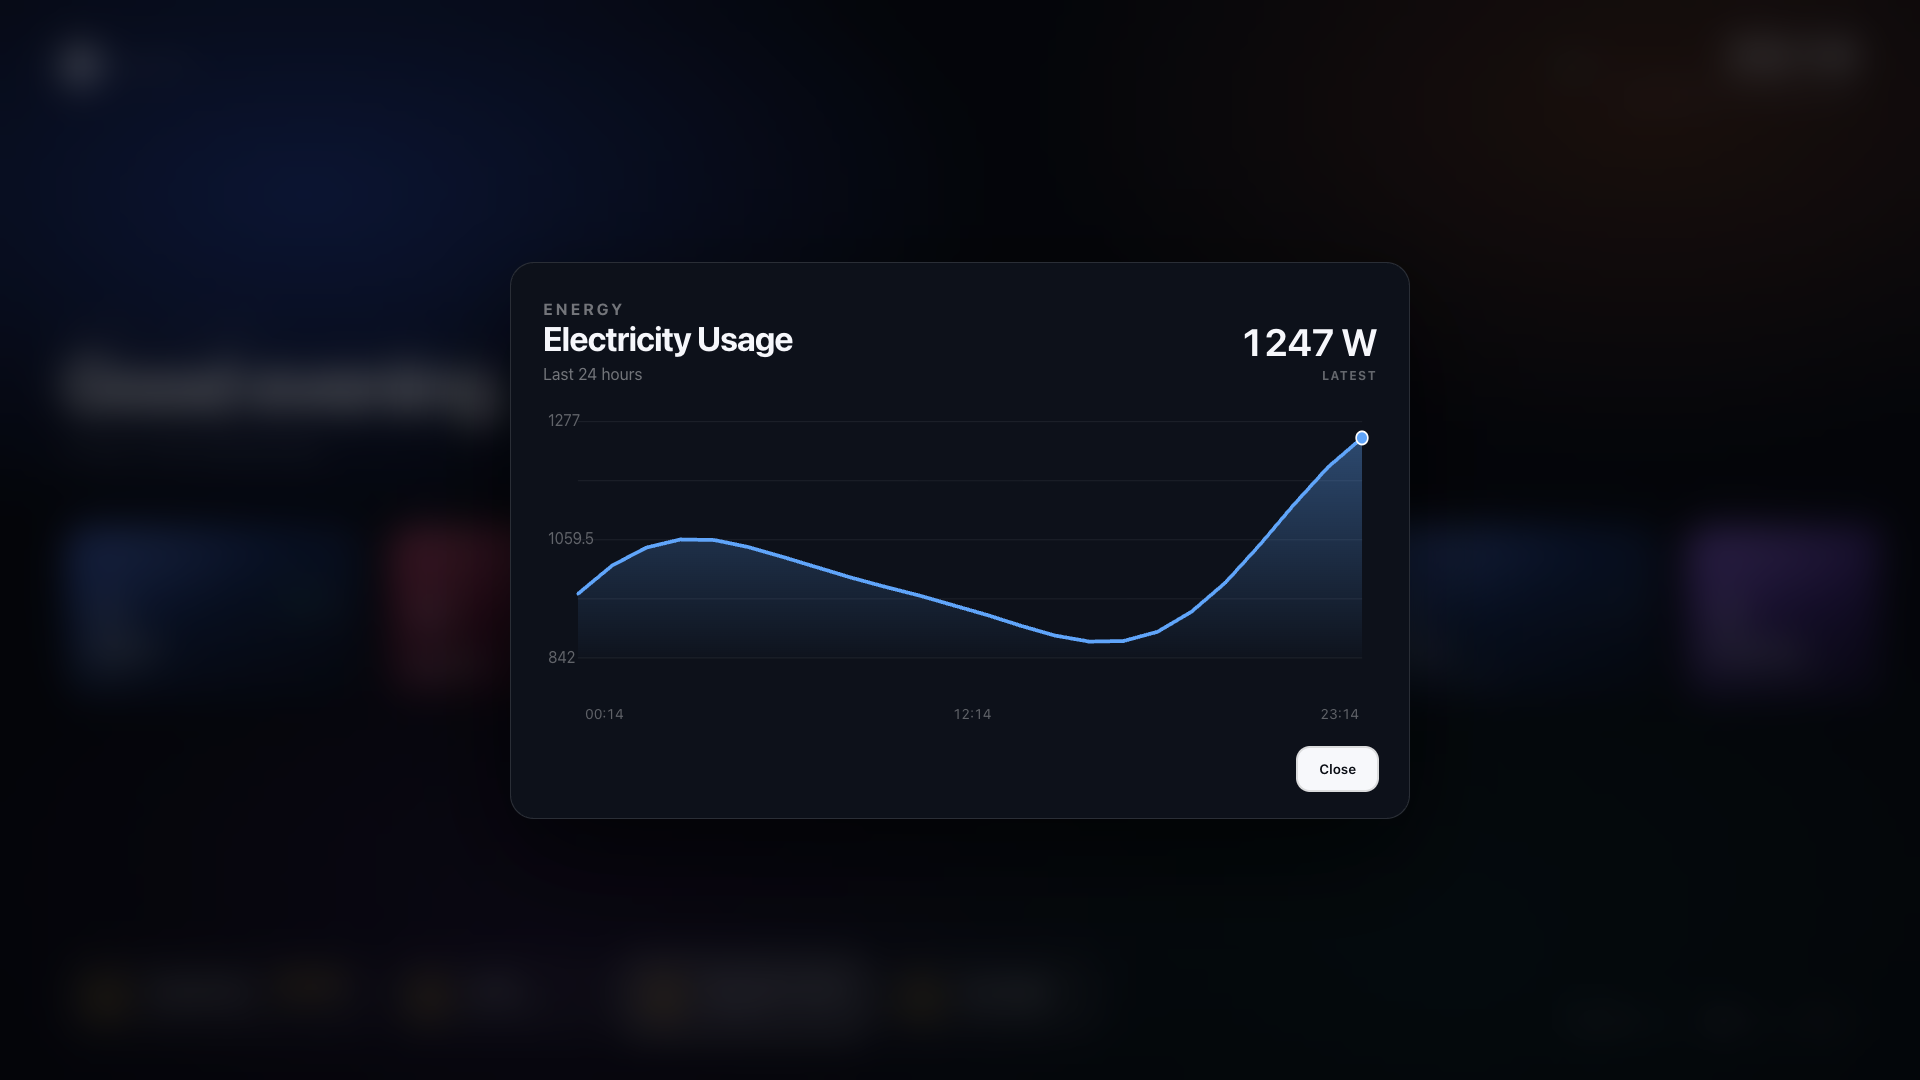 ENERGY
Electricity Usage
Last 24 hours
1247 W
LATEST
1277
1059.5
842
00:14 12:14 23:14
Close